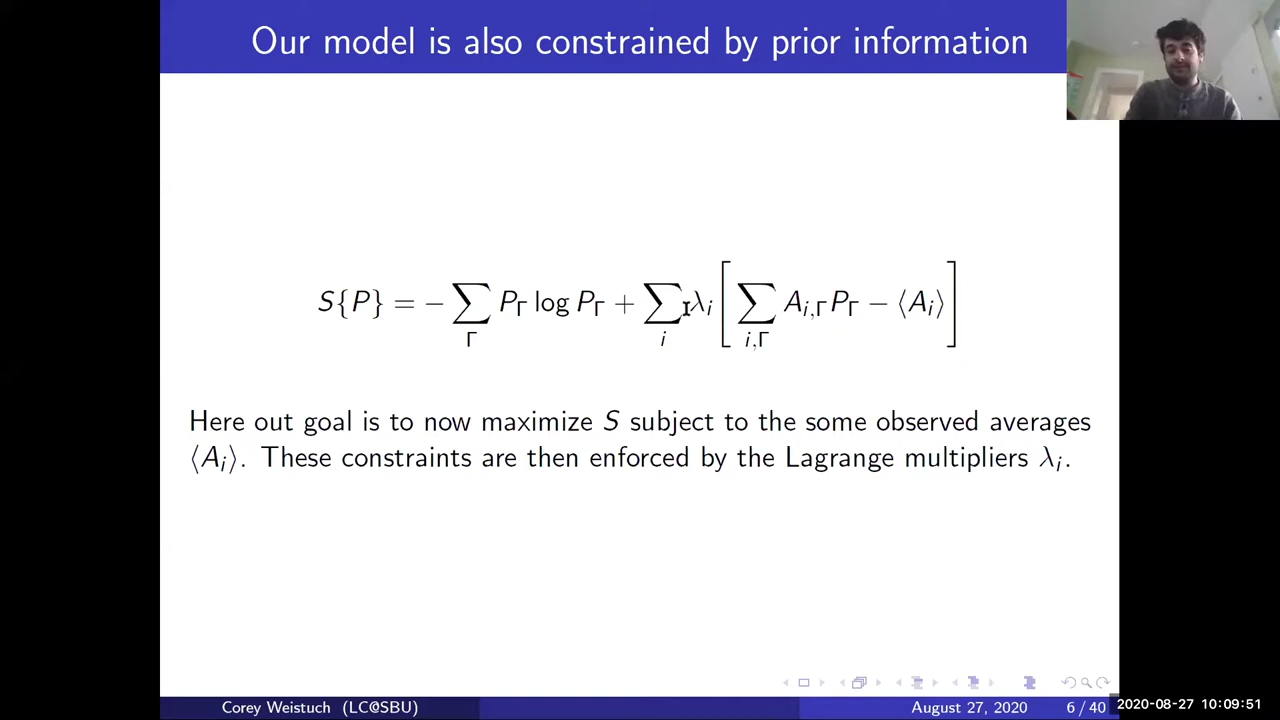 Our model is also constrained by prior information
S{P} = − ∑_Γ P_Γ log P_Γ + ∑_i λ_i [ ∑_{i,Γ} A_{i,Γ} P_Γ − ⟨A_i⟩ ]
Here out goal is to now maximize S subject to the some observed averages
⟨A_i⟩. These constraints are then enforced by the Lagrange multipliers λ_i.
Corey Weistuch (LC@SBU) August 27, 2020 6 / 40 2020-08-27 10:09:51